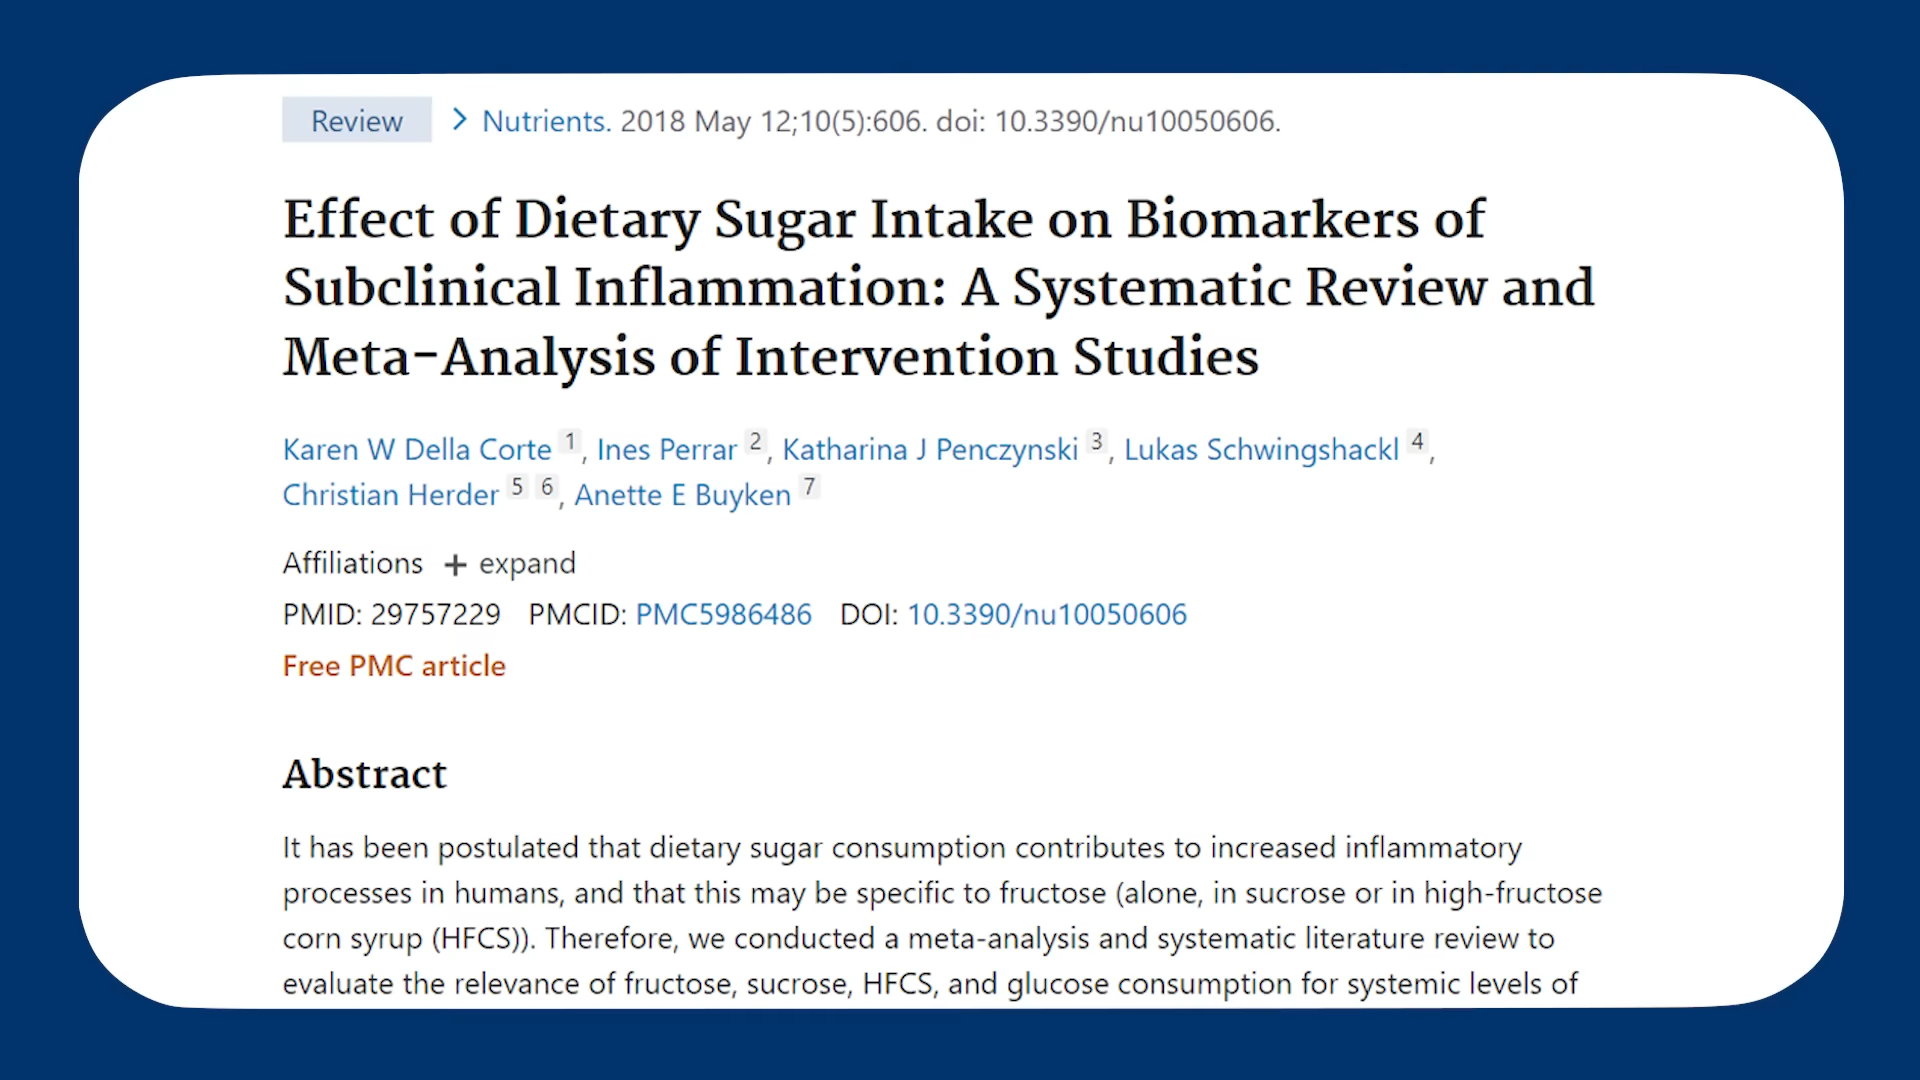 Review > Nutrients. 2018 May 12;10(5):606. doi: 10.3390/nu10050606.
Effect of Dietary Sugar Intake on Biomarkers of
Subclinical Inflammation: A Systematic Review and
Meta-Analysis of Intervention Studies
Karen W Della Corte 1, Ines Perrar 2, Katharina J Penczynski 3, Lukas Schwingshackl 4,
Christian Herder 5 6, Anette E Buyken 7
Affiliations + expand
PMID: 29757229 PMCID: PMC5986486 DOI: 10.3390/nu10050606
Free PMC article
Abstract
It has been postulated that dietary sugar consumption contributes to increased inflammatory
processes in humans, and that this may be specific to fructose (alone, in sucrose or in high-fructose
corn syrup (HFCS)). Therefore, we conducted a meta-analysis and systematic literature review to
evaluate the relevance of fructose, sucrose, HFCS, and glucose consumption for systemic levels of